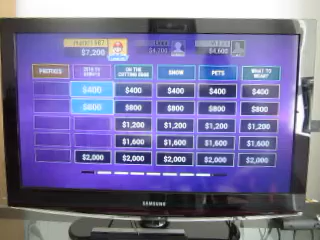 $7,200 $4,600
PREFIXES ON THE CUTTING EDGE SNOW PETS WHAT TO WEAR?
$400 $400 $400 $400 $400
$800 $800 $800 $800 $800
$1,200 $1,200 $1,200 $1,200
$1,600 $1,600 $1,600 $1,600
$2,000 $2,000 $2,000 $2,000 $2,000
SAMSUNG